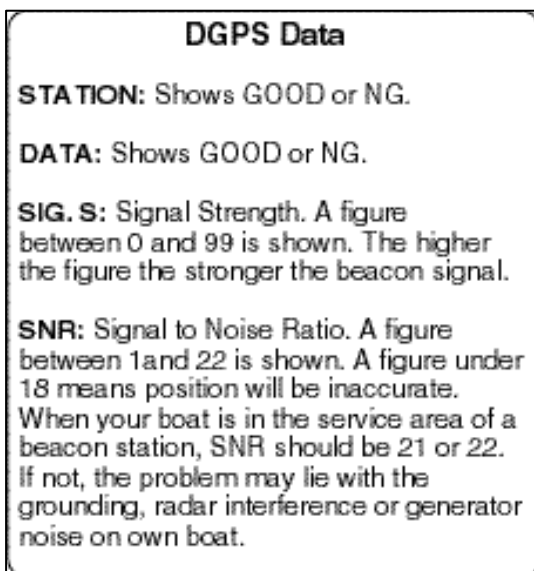 DGPS Data
STATION: Shows GOOD or NG.
DATA: Shows GOOD or NG.
SIG. S: Signal Strength. A figure
between 0 and 99 is shown. The higher
the figure the stronger the beacon signal.
SNR: Signal to Noise Ratio. A figure
between 1and 22 is shown. A figure under
18 means position will be inaccurate.
When your boat is in the service area of a
beacon station, SNR should be 21 or 22.
If not, the problem may lie with the
grounding, radar interference or generator
noise on own boat.